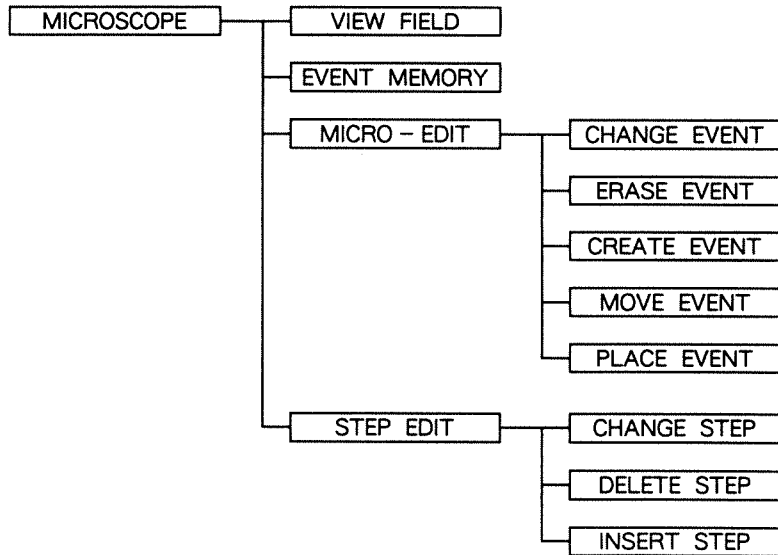 MICROSCOPE
VIEW FIELD
EVENT MEMORY
MICRO – EDIT
CHANGE EVENT
ERASE EVENT
CREATE EVENT
MOVE EVENT
PLACE EVENT
STEP EDIT
CHANGE STEP
DELETE STEP
INSERT STEP